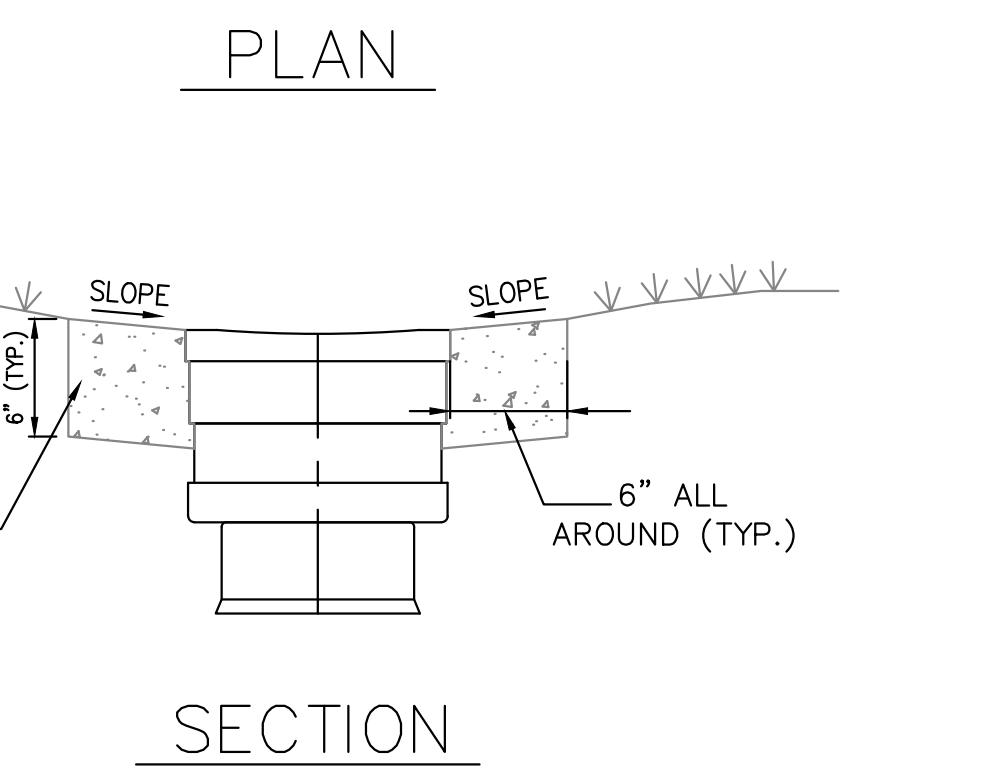 PLAN
SLOPE
SLOPE
6" (TYP.)
6" ALL
AROUND (TYP.)
SECTION